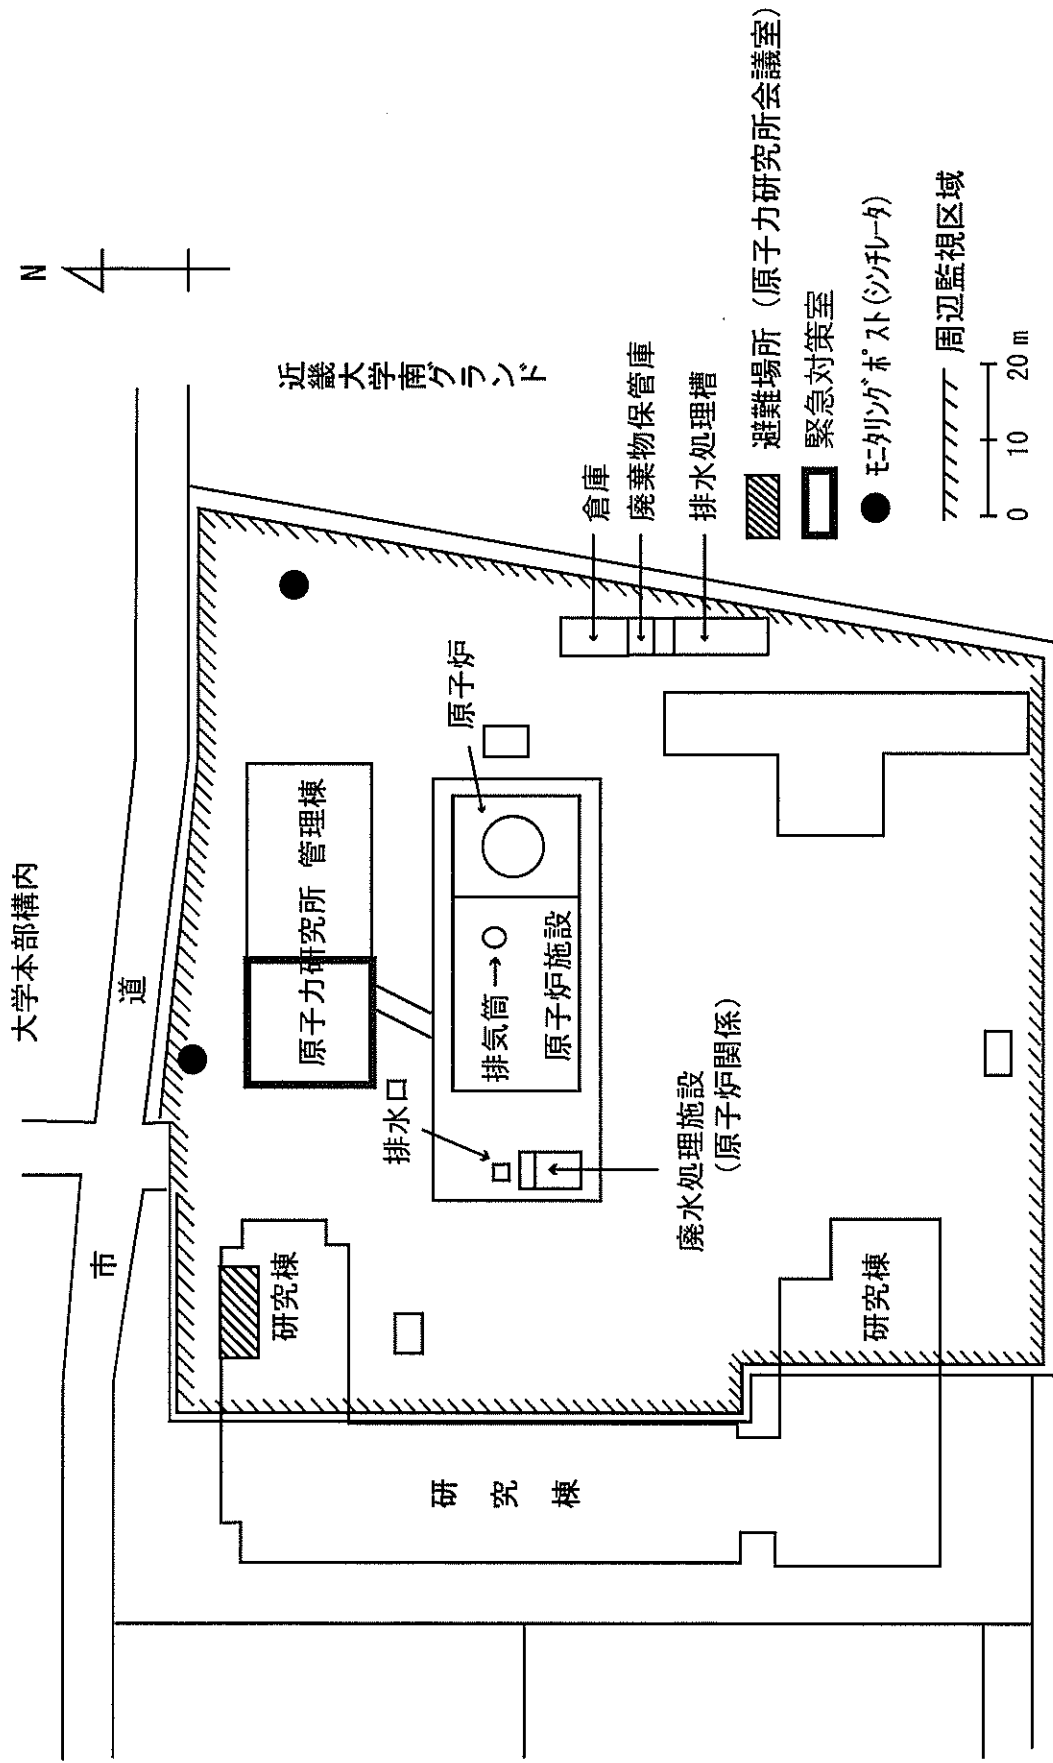 大学本部構内
N
市
道
近畿大学南グランド
研究棟
原子力研究所 管理棟
排水口
排気筒
原子炉施設
原子炉
廃水処理施設
(原子炉関係)
研究棟
研究棟
倉庫
廃棄物保管庫
排水処理槽
避難場所 (原子力研究所会議室)
緊急対策室
モニタリングポスト(シンチレータ)
周辺監視区域
0 10 20m